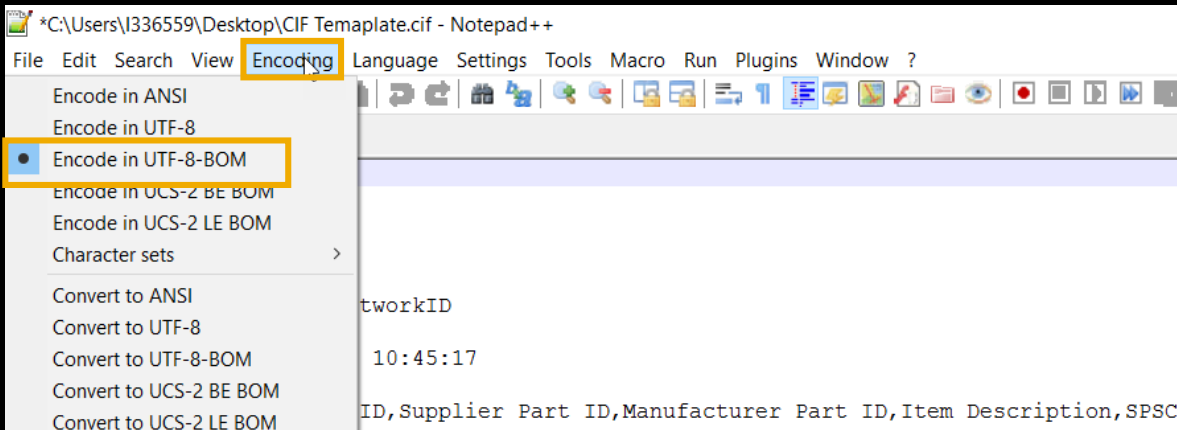 *C:\Users\I336559\Desktop\CIF Temaplate.cif - Notepad++
File Edit Search View Encoding Language Settings Tools Macro Run Plugins Window ?
Encode in ANSI
Encode in UTF-8
Encode in UTF-8-BOM
Encode in UCS-2 BE BOM
Encode in UCS-2 LE BOM
Character sets
Convert to ANSI
tworkID
Convert to UTF-8
Convert to UTF-8-BOM
10:45:17
Convert to UCS-2 BE BOM
Convert to UCS-2 LE BOM
ID,Supplier Part ID,Manufacturer Part ID,Item Description,SPSC